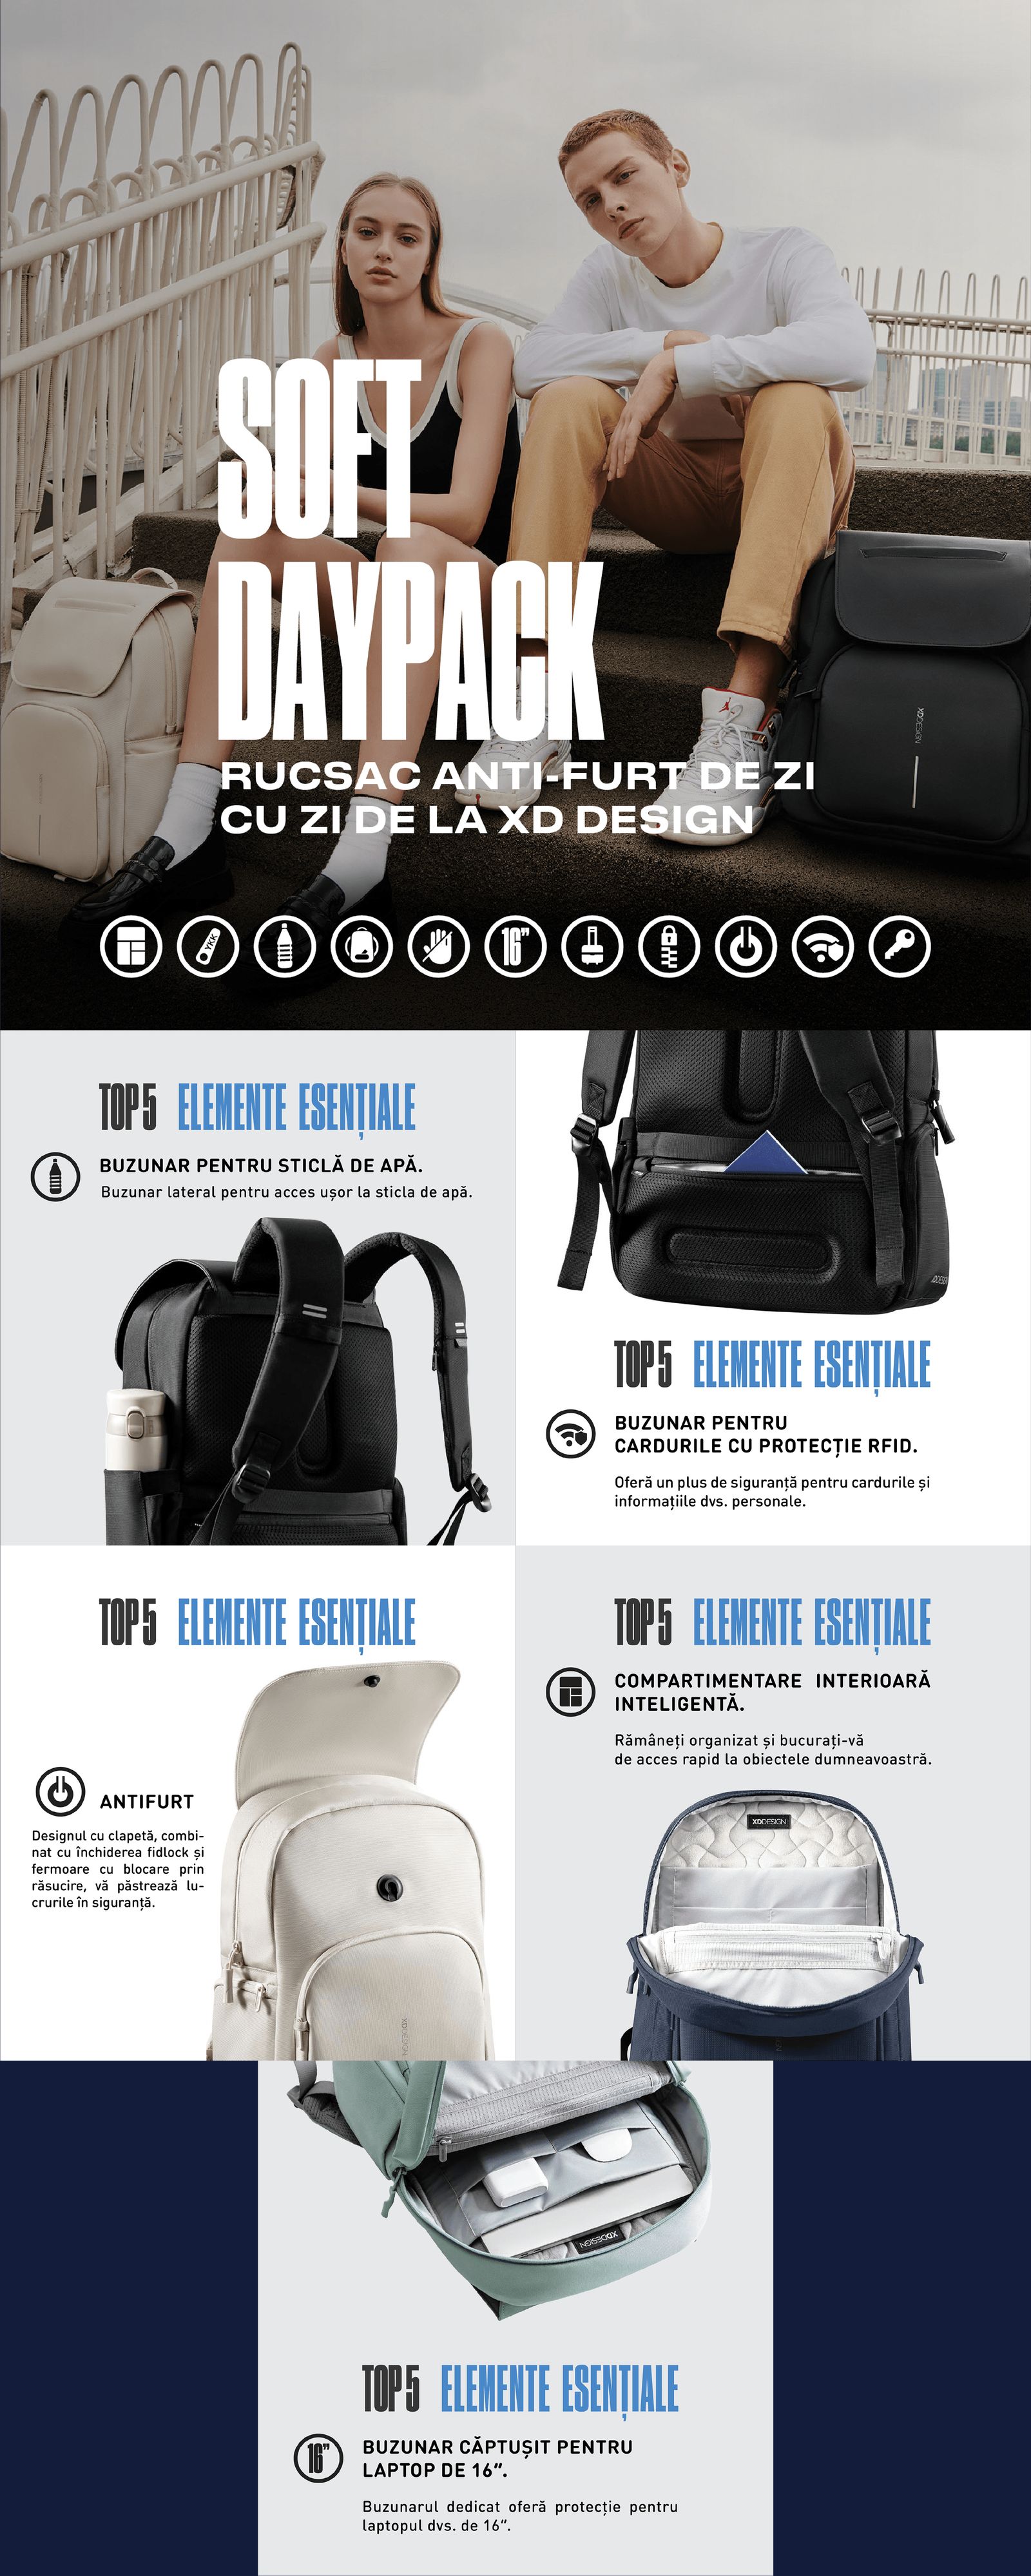 SOFT
DAYPACK
RUCSAC ANTI-FURT DE ZI
CU ZI DE LA XD DESIGN
XDDESIGN
YKK
16”
TOP 5 ELEMENTE ESENȚIALE
BUZUNAR PENTRU STICLĂ DE APĂ.
Buzunar lateral pentru acces ușor la sticla de apă.
XDDESIGN
TOP 5 ELEMENTE ESENȚIALE
BUZUNAR PENTRU
CARDURILE CU PROTECȚIE RFID.
Oferă un plus de siguranță pentru cardurile și
informațiile dvs. personale.
TOP 5 ELEMENTE ESENȚIALE
ANTIFURT
Designul cu clapetă, combi-
nat cu închiderea fidlock și
fermoare cu blocare prin
răsucire, vă păstrează lu-
crurile în siguranță.
XDDESIGN
TOP 5 ELEMENTE ESENȚIALE
COMPARTIMENTARE INTERIOARĂ
INTELIGENTĂ.
Rămâneți organizat și bucurați-vă
de acces rapid la obiectele dumneavoastră.
XDDESIGN
XDDESIGN
TOP 5 ELEMENTE ESENȚIALE
16”
BUZUNAR CĂPTUȘIT PENTRU
LAPTOP DE 16”.
Buzunarul dedicat oferă protecție pentru
laptopul dvs. de 16”.